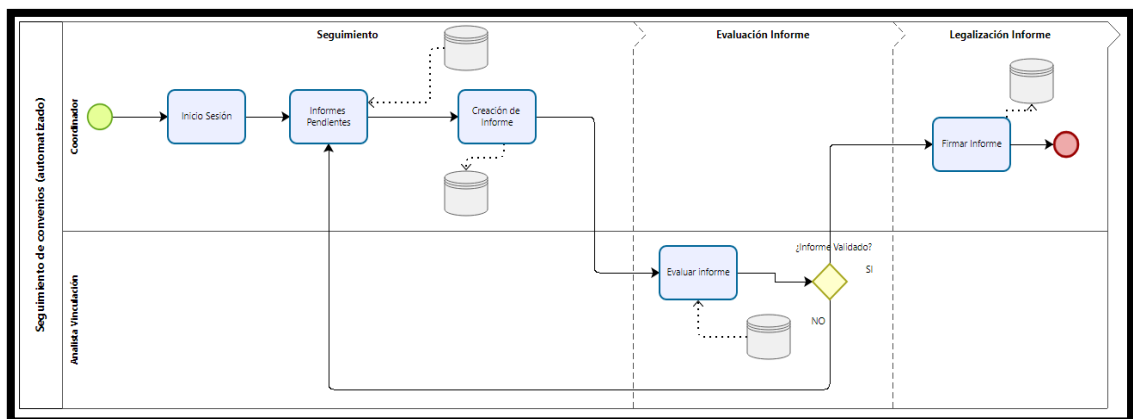 Seguimiento de convenios (automatizado)
Seguimiento
Evaluación Informe
Legalización Informe
Coordinador
Inicio Sesión
Informes
Pendientes
Creación de
Informe
Firmar Informe
Analista Vinculación
Evaluar informe
¿Informe Validado?
SI
NO